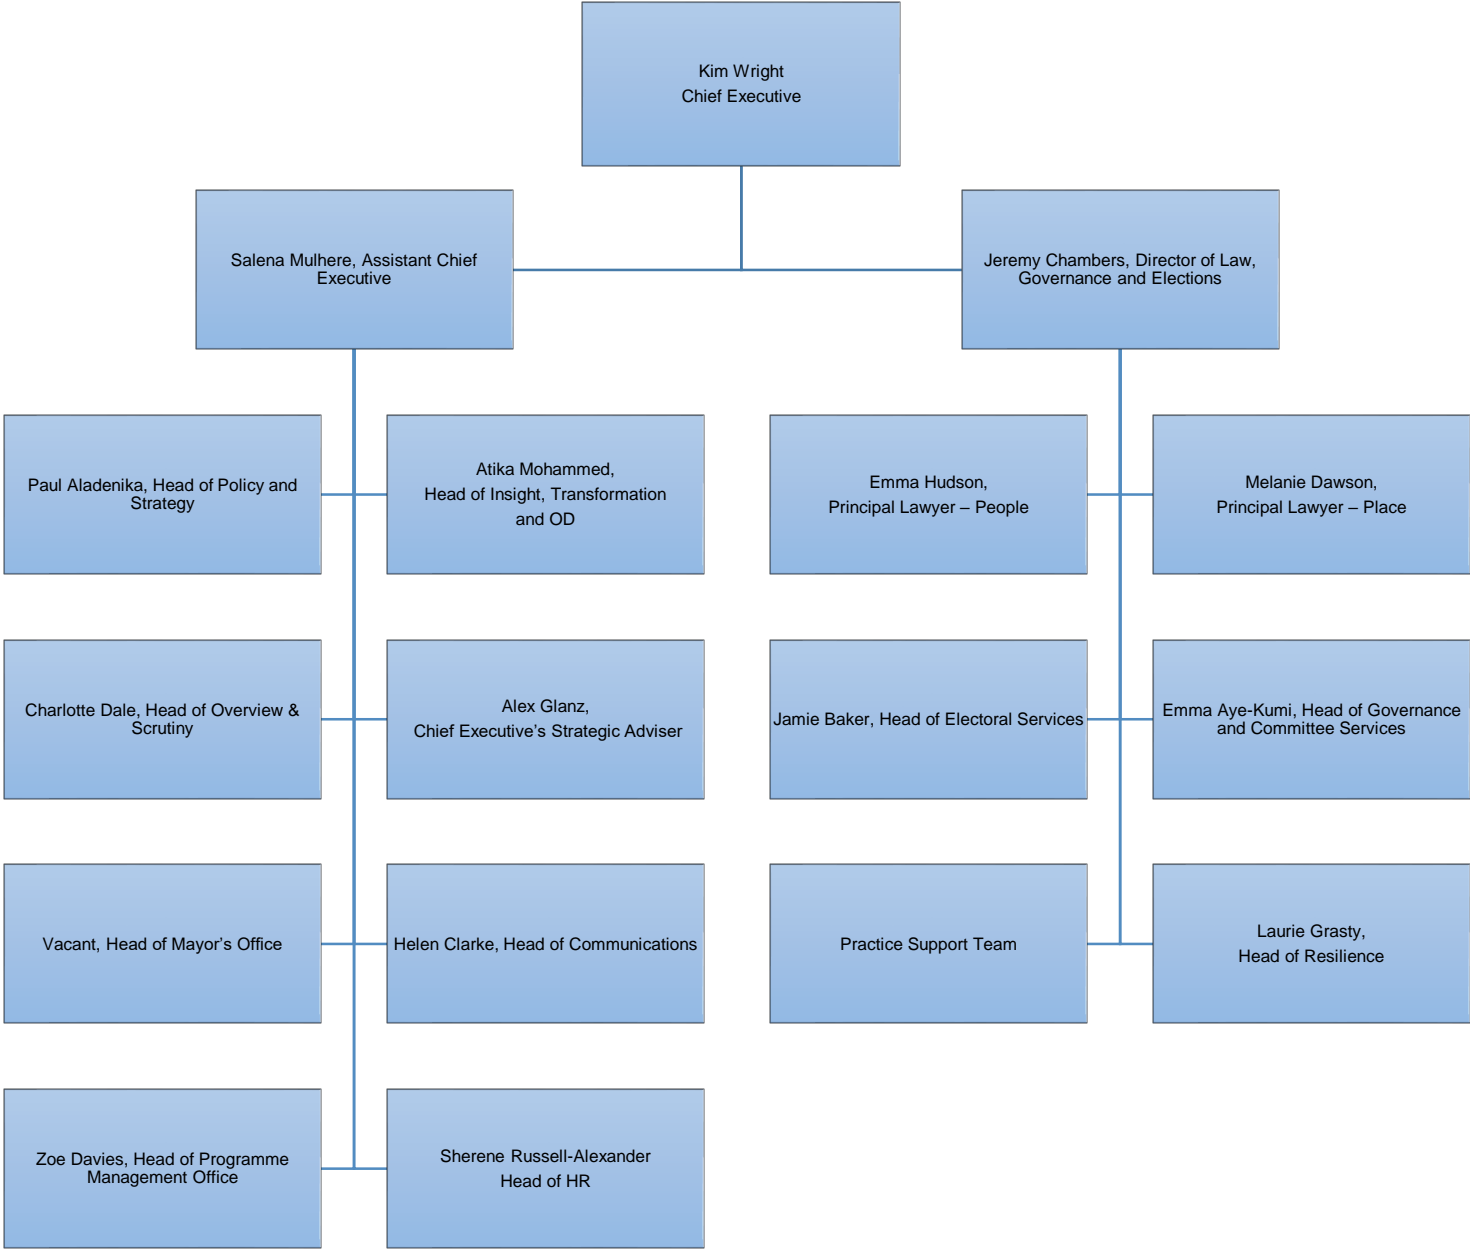 Kim Wright
Chief Executive
Salena Mulhere, Assistant Chief
Executive
Jeremy Chambers, Director of Law,
Governance and Elections
Paul Aladenika, Head of Policy and
Strategy
Atika Mohammed,
Head of Insight, Transformation
and OD
Emma Hudson,
Principal Lawyer – People
Melanie Dawson,
Principal Lawyer – Place
Charlotte Dale, Head of Overview &
Scrutiny
Alex Glanz,
Chief Executive’s Strategic Adviser
Jamie Baker, Head of Electoral Services
Emma Aye-Kumi, Head of Governance
and Committee Services
Vacant, Head of Mayor’s Office
Helen Clarke, Head of Communications
Practice Support Team
Laurie Grasty,
Head of Resilience
Zoe Davies, Head of Programme
Management Office
Sherene Russell-Alexander
Head of HR